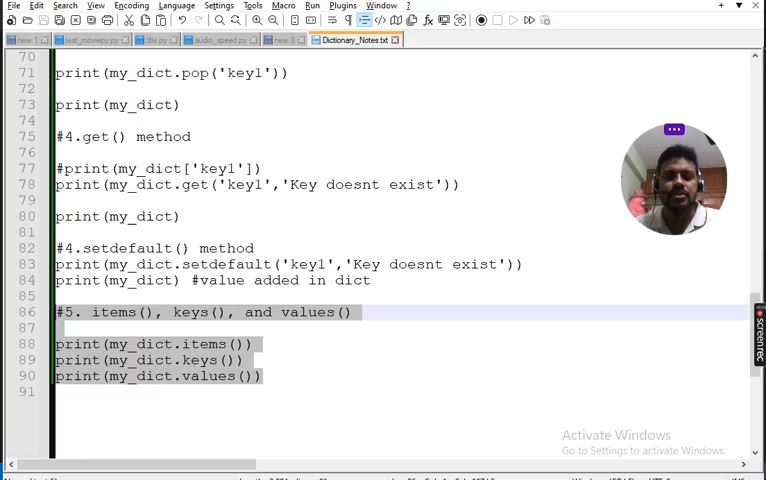 File Edit Search View Encoding Language Settings Tools Macro Run Plugins Window ?
new 1 test_moviepy.py title.py audio_speed.py new 8 Dictionary_Notes.txt
70
71 print(my_dict.pop('key1'))
72
73 print(my_dict)
74
75 #4.get() method
76
77 #print(my_dict['key1'])
78 print(my_dict.get('key1','Key doesnt exist'))
79
80 print(my_dict)
81
82 #4.setdefault() method
83 print(my_dict.setdefault('key1','Key doesnt exist'))
84 print(my_dict) #value added in dict
85
86 #5. items(), keys(), and values()
87
88 print(my_dict.items())
89 print(my_dict.keys())
90 print(my_dict.values())
91
screen rec
Activate Windows
Go to Settings to activate Windows.